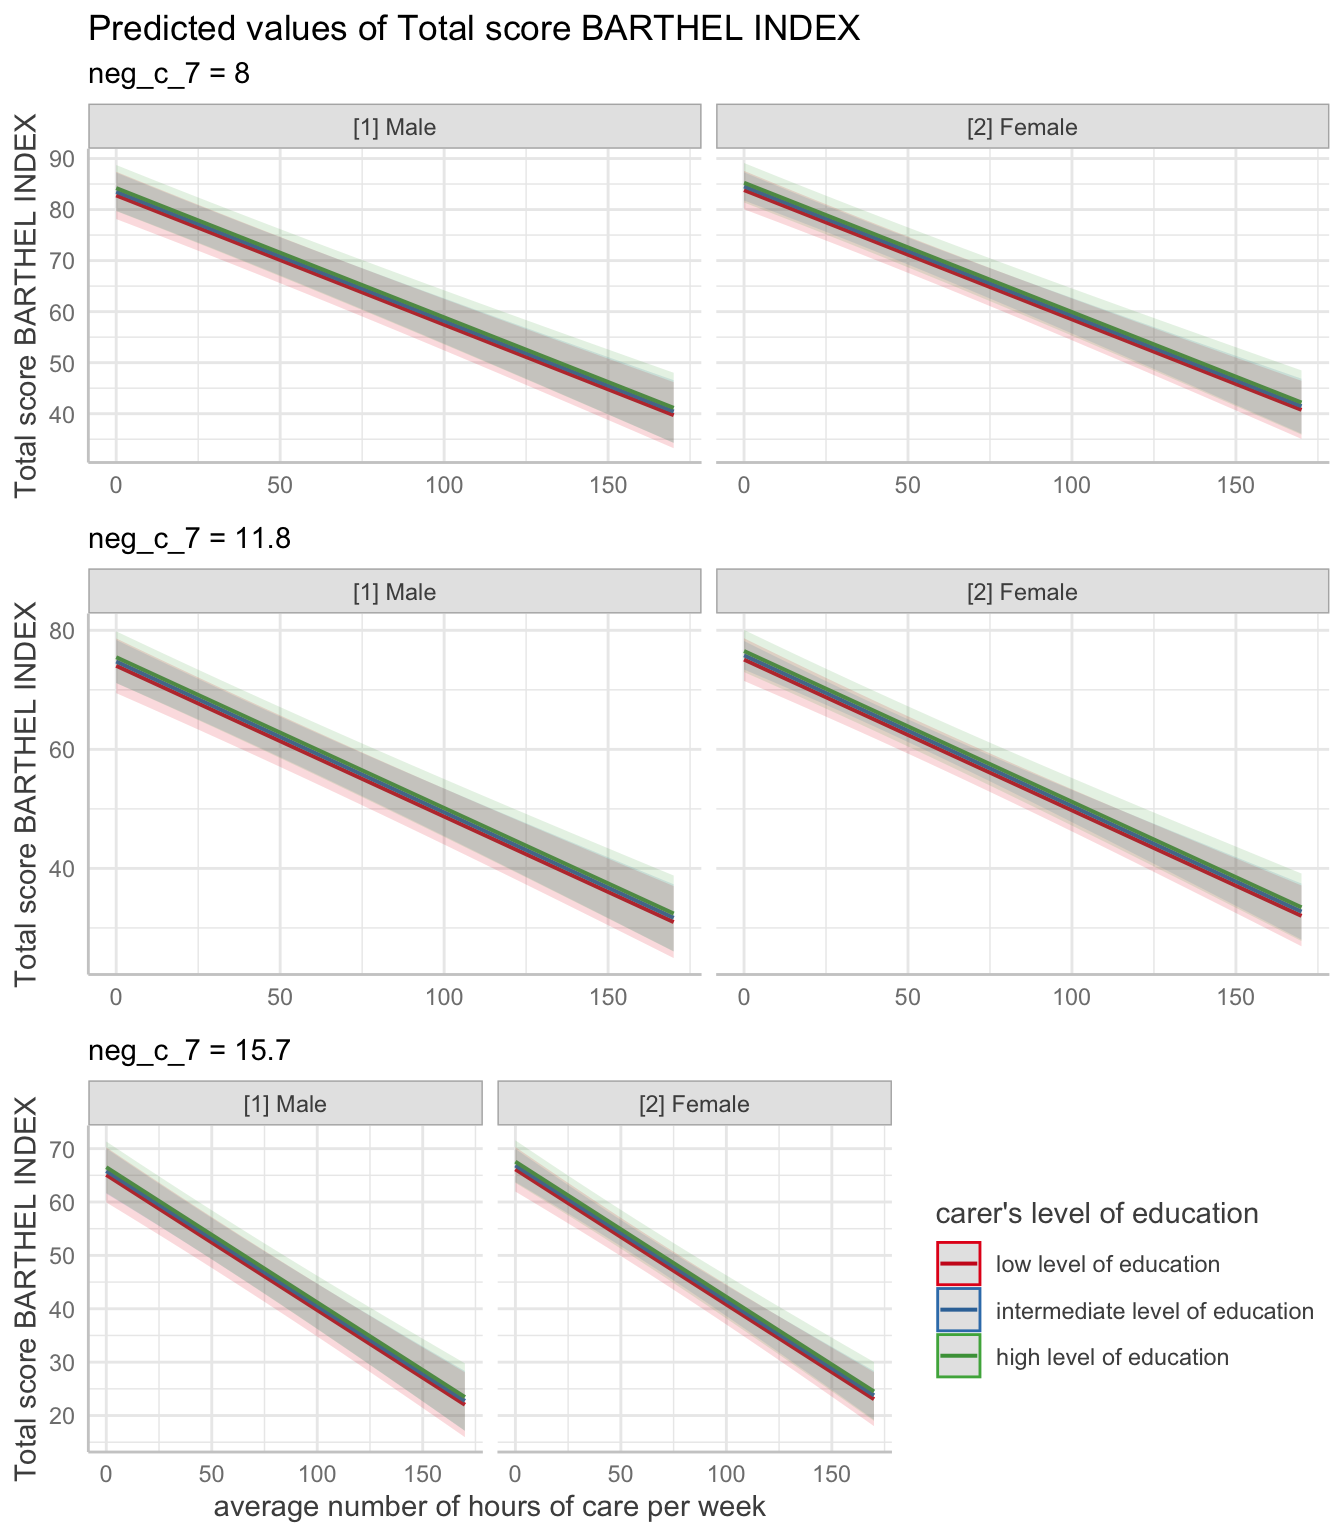 Predicted values of Total score BARTHEL INDEX
neg_c_7 = 8
[1] Male
[2] Female
Total score BARTHEL INDEX
90
80
70
60
50
40
0 50 100 150
0 50 100 150
neg_c_7 = 11.8
[1] Male
[2] Female
Total score BARTHEL INDEX
80
60
40
0 50 100 150
0 50 100 150
neg_c_7 = 15.7
[1] Male
[2] Female
Total score BARTHEL INDEX
70
60
50
40
30
20
0 50 100 150
0 50 100 150
average number of hours of care per week
carer's level of education
low level of education
intermediate level of education
high level of education